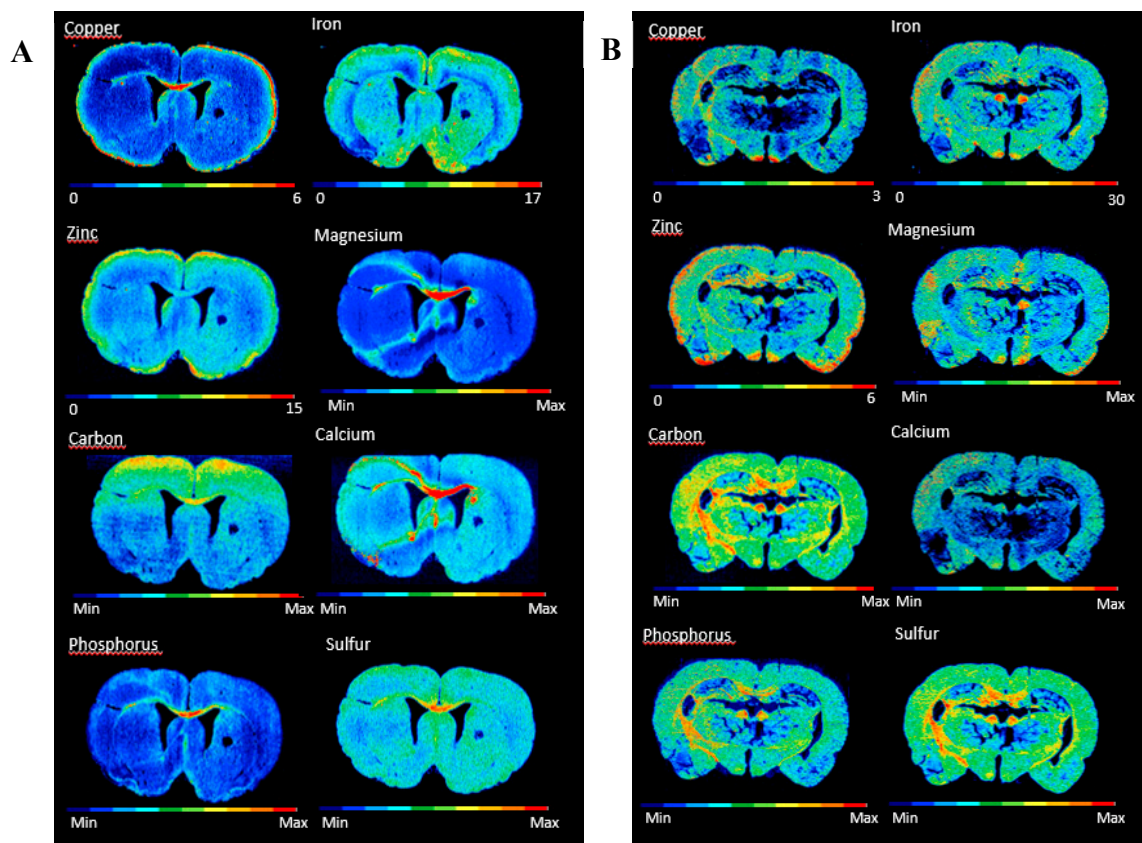 A
Copper
Iron
0 6
0 17
Zinc
Magnesium
0 15
Min Max
Carbon
Calcium
Min Max
Min Max
Phosphorus
Sulfur
Min Max
Min Max
B
Copper
Iron
0 3
0 30
Zinc
Magnesium
0 6
Min Max
Carbon
Calcium
Min Max
Min Max
Phosphorus
Sulfur
Min Max
Min Max